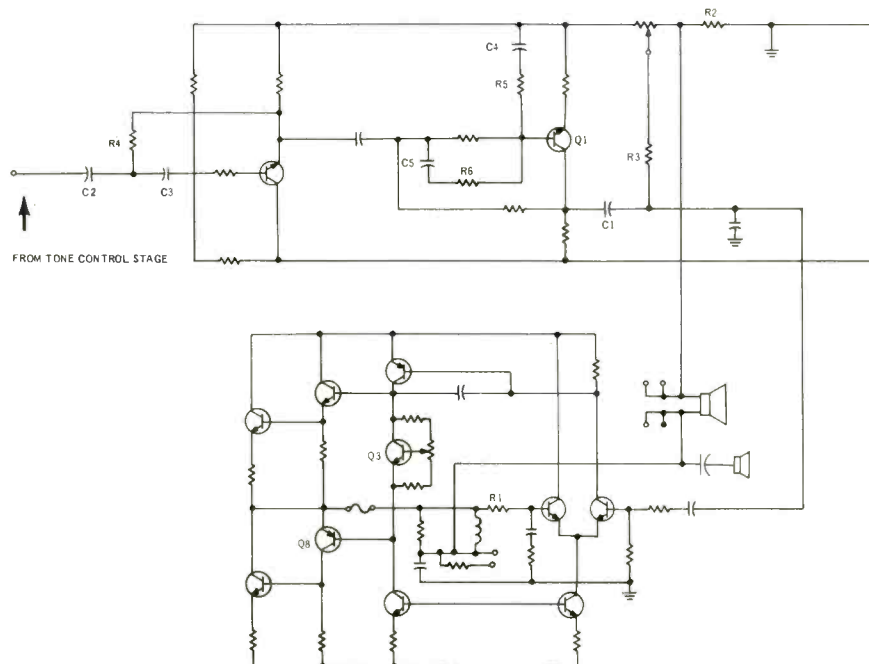 R2
C4
R5
R4
Q1
C5
R6
R3
C2
C3
C1
FROM TONE CONTROL STAGE
Q3
R1
Q8